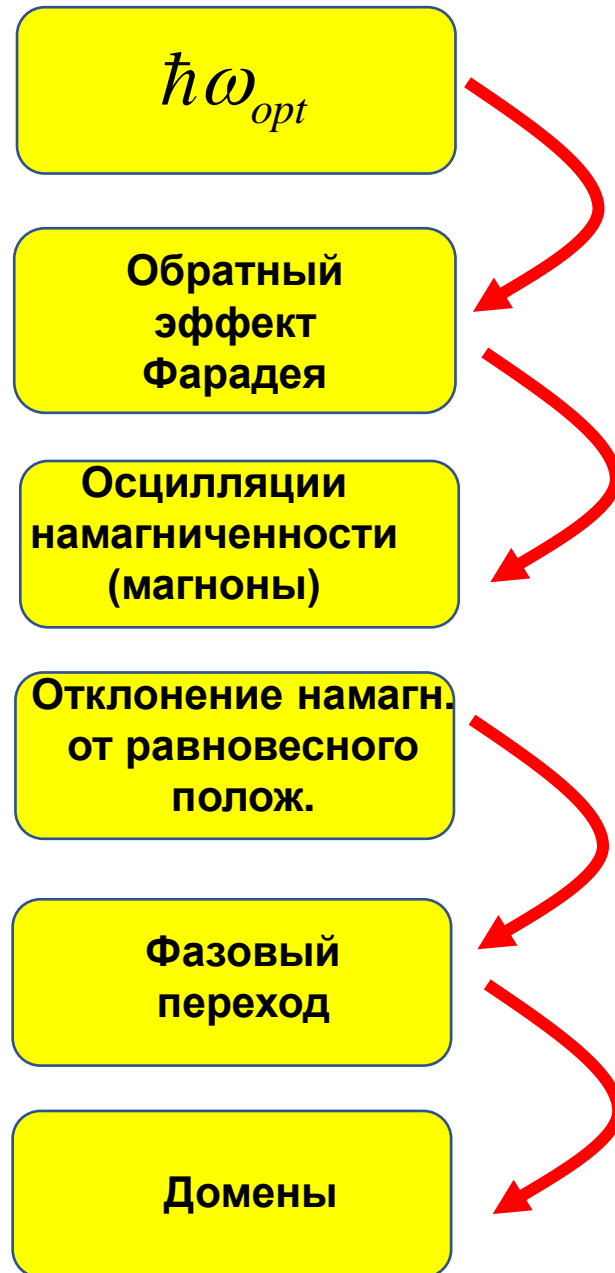 ħω_opt
Обратный
эффект
Фарадея
Осцилляции
намагниченности
(магноны)
Отклонение намагн.
от равновесного
полож.
Фазовый
переход
Домены